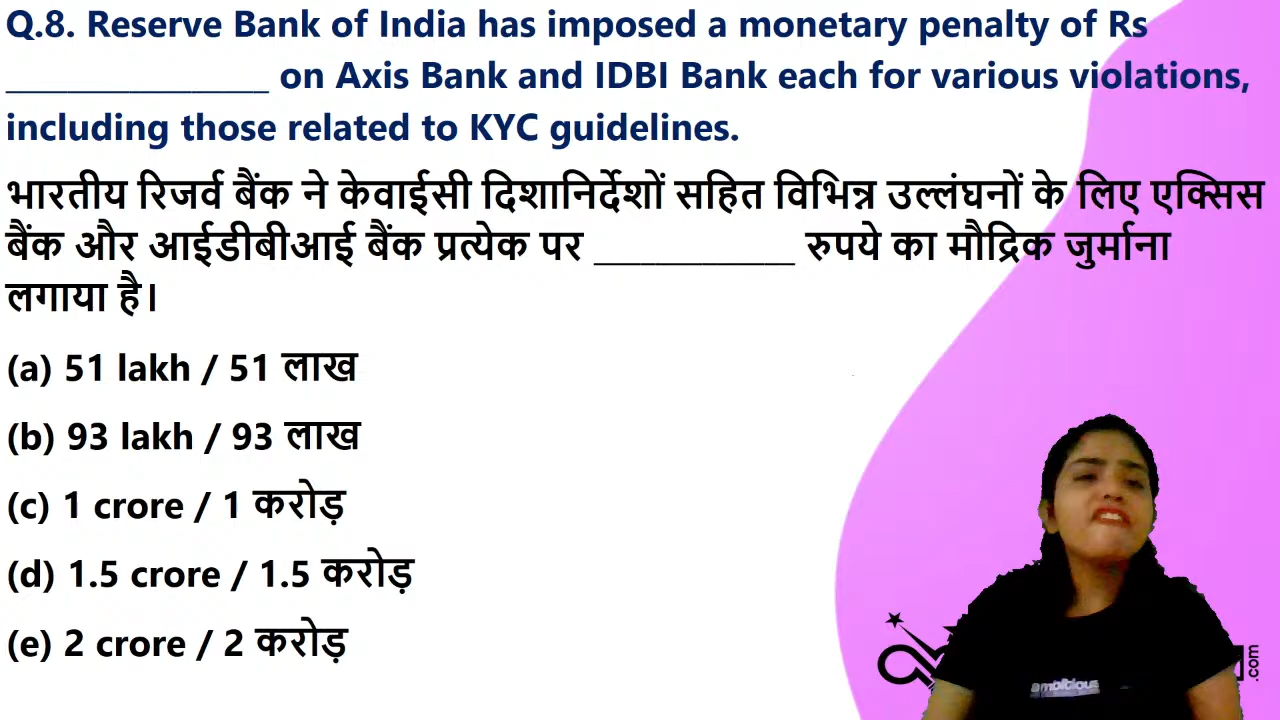 Q.8. Reserve Bank of India has imposed a monetary penalty of Rs
_______________ on Axis Bank and IDBI Bank each for various violations,
including those related to KYC guidelines.
भारतीय रिजर्व बैंक ने केवाईसी दिशानिर्देशों सहित विभिन्न उल्लंघनों के लिए एक्सिस
बैंक और आईडीबीआई बैंक प्रत्येक पर ____________ रुपये का मौद्रिक जुर्माना
लगाया है।
(a) 51 lakh / 51 लाख
(b) 93 lakh / 93 लाख
(c) 1 crore / 1 करोड़
(d) 1.5 crore / 1.5 करोड़
(e) 2 crore / 2 करोड़
ambitious
.com